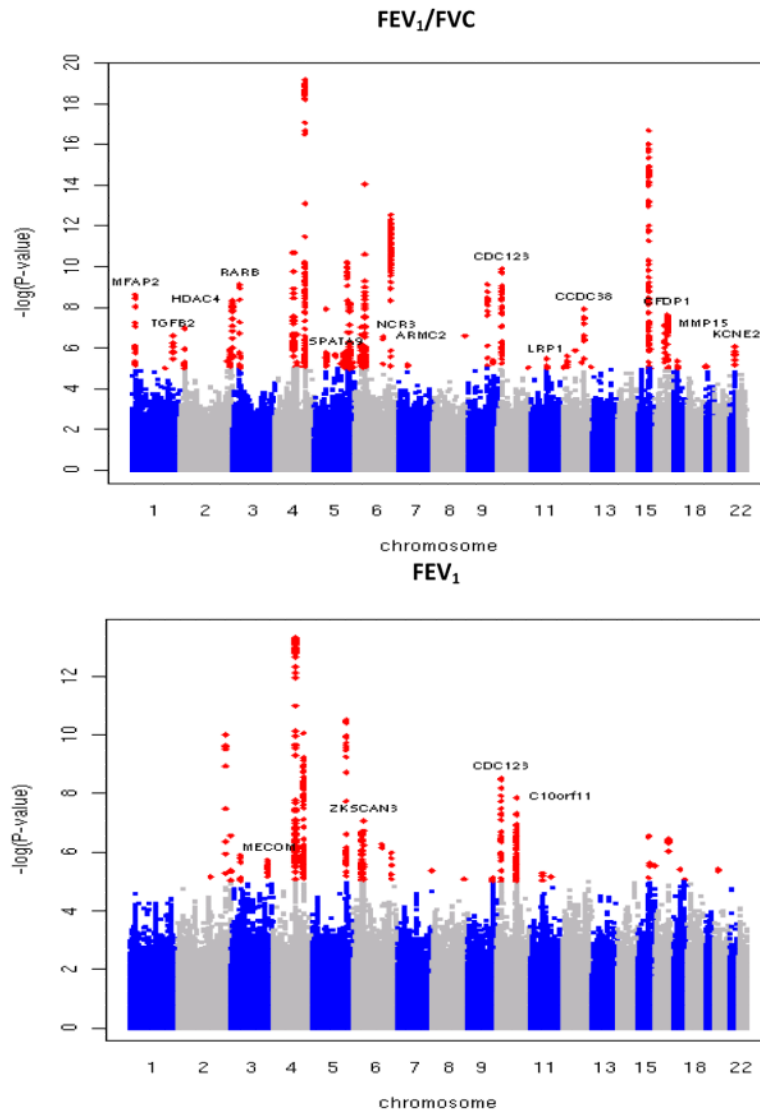 FEV₁/FVC
20
18
16
14
12
10
8
6
4
2
0
-log(P-value)
MFAP2
TGFB2
HDAC4
RARB
SPATA9
NCR3
ARMC2
CDC123
LRP1
CCDC38
CFDP1
MMP15
KCNE2
1 2 3 4 5 6 7 8 9 11 13 15 18 22
chromosome
FEV₁
12
10
8
6
4
2
0
-log(P-value)
MECOM
ZKSCAN3
CDC123
C10orf11
1 2 3 4 5 6 7 8 9 11 13 15 18 22
chromosome